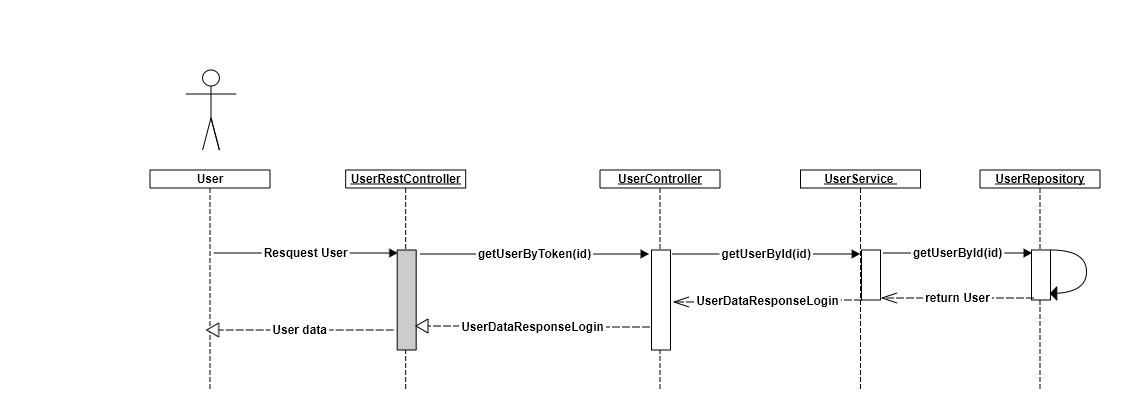 User
UserRestController
UserController
UserService
UserRepository
Resquest User
getUserByToken(id)
getUserById(id)
getUserById(id)
return User
UserDataResponseLogin
UserDataResponseLogin
User data